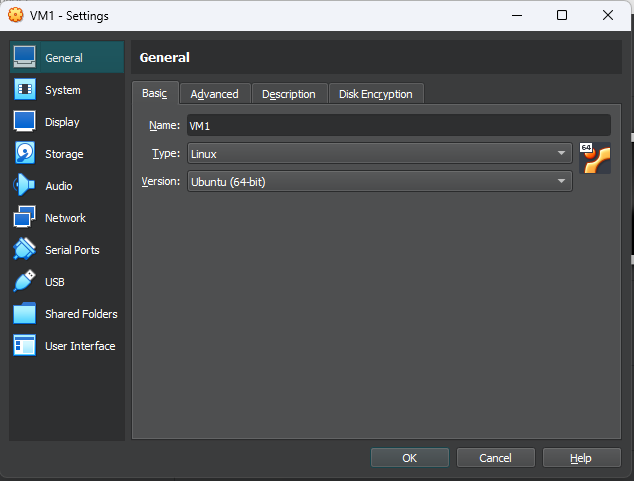 VM1 - Settings
General
System
Display
Storage
Audio
Network
Serial Ports
USB
Shared Folders
User Interface
General
Basic Advanced Description Disk Encryption
Name: VM1
Type: Linux
64
Version: Ubuntu (64-bit)
OK Cancel Help